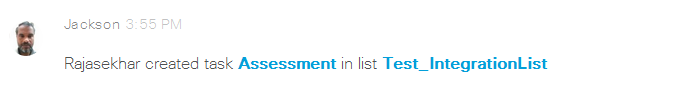 Jackson 3:55 PM
Rajasekhar created task Assessment in list Test_IntegrationList